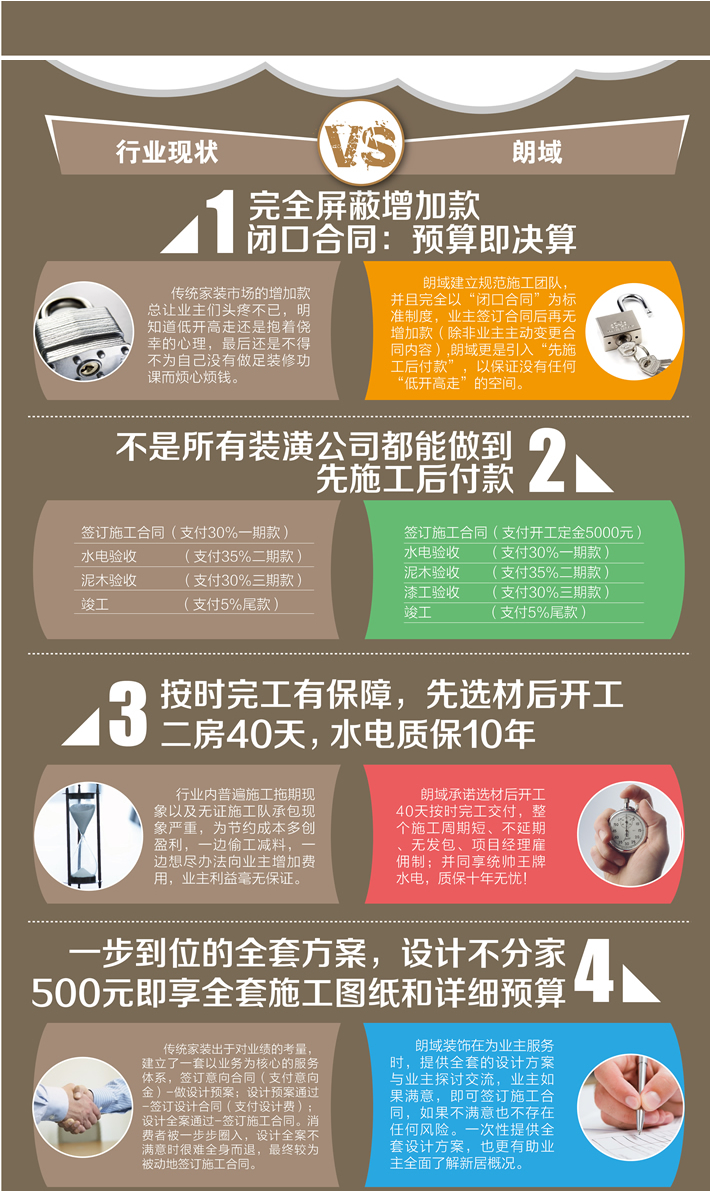 行业现状
VS
朗域
1
完全屏蔽增加款
闭口合同：预算即决算
传统家装市场的增加款
总让业主们头疼不已，明
知道低开高走还是抱着侥
幸的心理，最后还是不得
不为自己没有做足装修功
课而烦心烦钱。
朗域建立规范施工团队，
并且完全以“闭口合同”为标
准制度，业主签订合同后再无
增加款（除非业主主动变更合
同内容）,朗域更是引入“先施
工后付款”，以保证没有任何
“低开高走”的空间。
不是所有装潢公司都能做到
先施工后付款
2
签订施工合同（支付30%一期款）
水电验收（支付35%二期款）
泥木验收（支付30%三期款）
竣工（支付5%尾款）
签订施工合同（支付开工定金5000元）
水电验收（支付30%一期款）
泥木验收（支付35%二期款）
漆工验收（支付30%三期款）
竣工（支付5%尾款）
3
按时完工有保障，先选材后开工
二房40天，水电质保10年
行业内普遍施工拖期现
象以及无证施工队承包现
象严重，为节约成本多创
盈利，一边偷工减料，一
边想尽办法向业主增加费
用，业主利益毫无保证。
朗域承诺选材后开工
40天按时完工交付，整
个施工周期短、不延期
、无发包、项目经理雇
佣制；并同享统帅王牌
水电，质保十年无忧！
一步到位的全套方案，设计不分家
500元即享全套施工图纸和详细预算
4
传统家装出于对业绩的考量，
建立了一套以业务为核心的服务
体系，签订意向合同（支付意向
金）-做设计预案；设计预案通过
-签订设计合同（支付设计费）；
设计全案通过-签订施工合同。消
费者被一步步圈入，设计全案不
满意时很难全身而退，最终较为
被动地签订施工合同。
朗域装饰在为业主服务
时，提供全套的设计方案
与业主探讨交流，业主如
果满意，即可签订施工合
同，如果不满意也不存在
任何风险。一次性提供全
套设计方案，也更有助业
主全面了解新居概况。